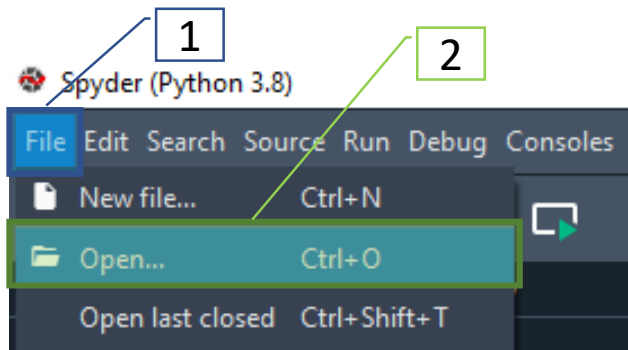 1
2
Spyder (Python 3.8)
File Edit Search Source Run Debug Consoles
New file... Ctrl+N
Open... Ctrl+O
Open last closed Ctrl+Shift+T